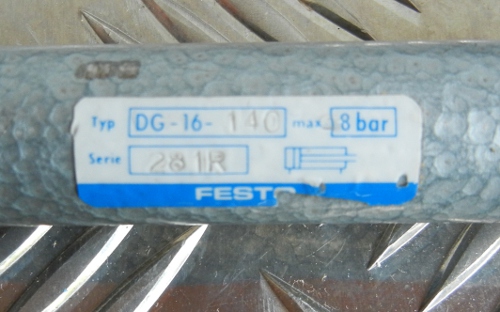 Typ DG-16- 140 max. 8 bar
Serie 281R
FESTO